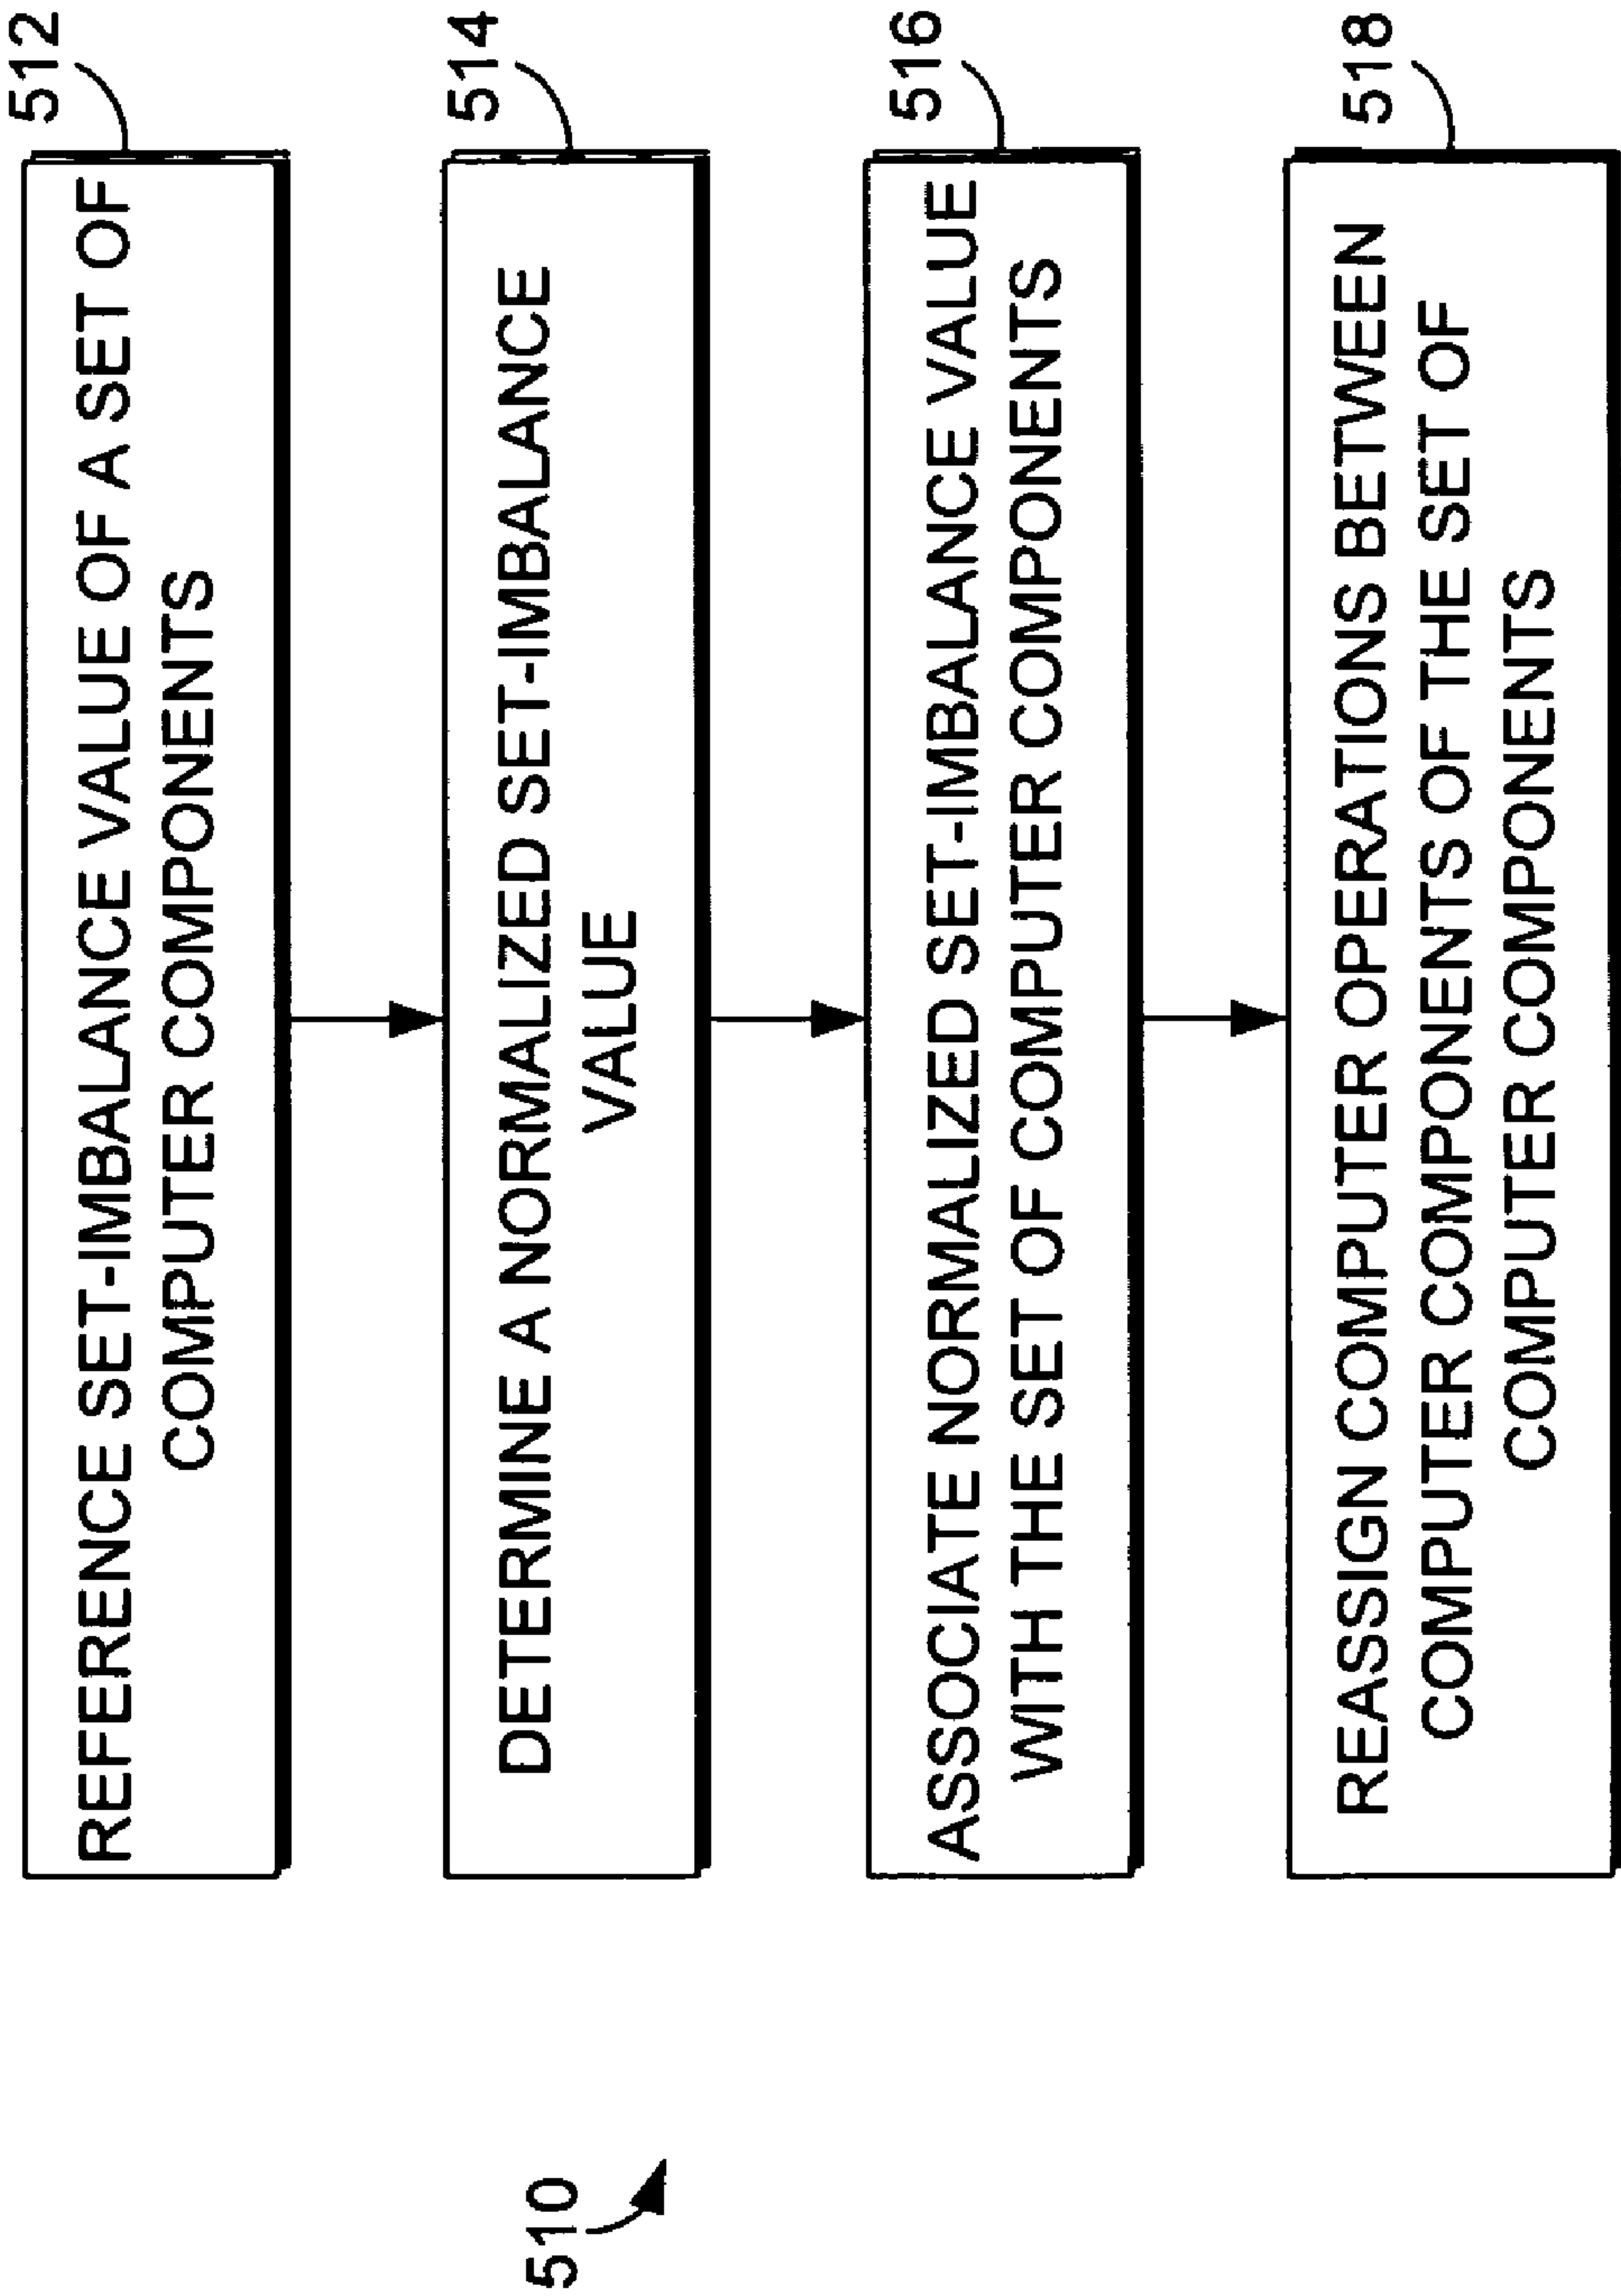 510
512
REFERENCE SET-IMBALANCE VALUE OF A SET OF
COMPUTER COMPONENTS
514
DETERMINE A NORMALIZED SET-IMBALANCE
VALUE
516
ASSOCIATE NORMALIZED SET-IMBALANCE VALUE
WITH THE SET OF COMPUTER COMPONENTS
518
REASSIGN COMPUTER OPERATIONS BETWEEN
COMPUTER COMPONENTS OF THE SET OF
COMPUTER COMPONENTS